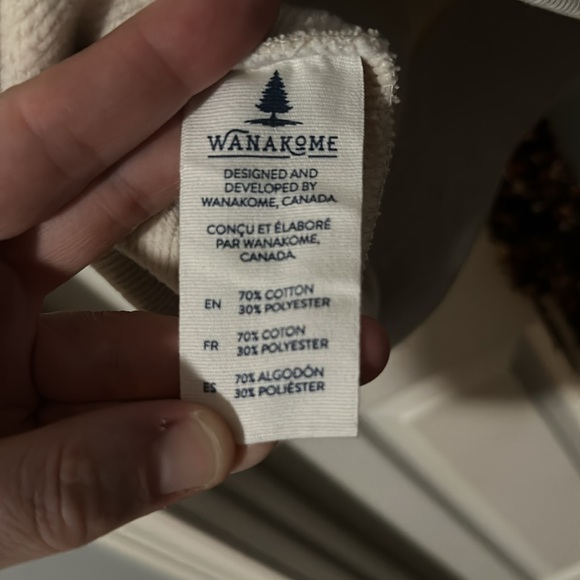 WANAKOME
DESIGNED AND
DEVELOPED BY
WANAKOME, CANADA.
CONÇU ET ÉLABORÉ
PAR WANAKOME,
CANADA.
EN 70% COTTON
30% POLYESTER
FR 70% COTON
30% POLYESTER
ES 70% ALGODÓN
30% POLIÉSTER